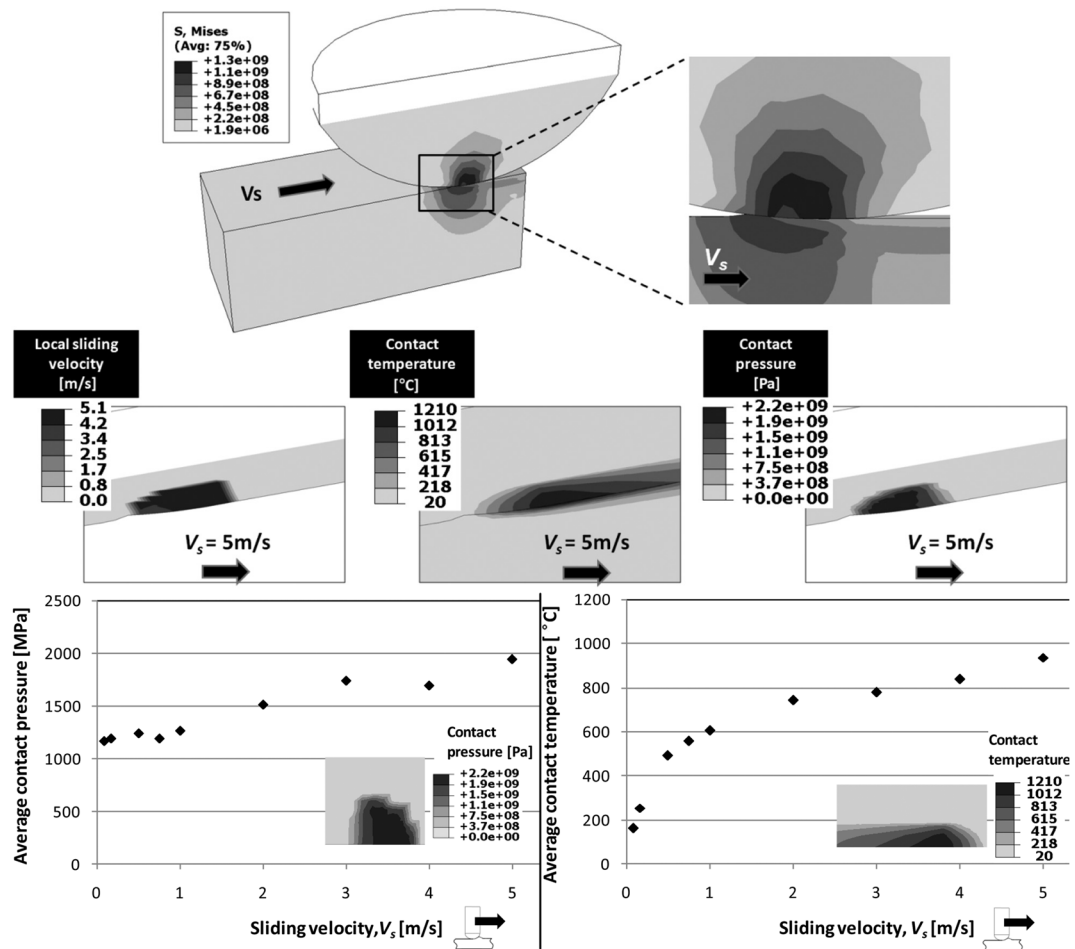 S, Mises
(Avg: 75%)
+1.3e+09
+1.1e+09
+8.9e+08
+6.7e+08
+4.5e+08
+2.2e+08
+1.9e+06
Vs
Vs
Local sliding
velocity
[m/s]
5.1
4.2
3.4
2.5
1.7
0.8
0.0
Vs = 5m/s
Contact
temperature
[°C]
1210
1012
813
615
417
218
20
Vs = 5m/s
Contact
pressure
[Pa]
+2.2e+09
+1.9e+09
+1.5e+09
+1.1e+09
+7.5e+08
+3.7e+08
+0.0e+00
Vs = 5m/s
Average contact pressure [MPa]
2500
2000
1500
1000
500
0
0 1 2 3 4 5
Sliding velocity,Vs [m/s]
Contact
pressure [Pa]
+2.2e+09
+1.9e+09
+1.5e+09
+1.1e+09
+7.5e+08
+3.7e+08
+0.0e+00
Average contact temperature [ °C]
1200
1000
800
600
400
200
0
0 1 2 3 4 5
Sliding velocity, Vs [m/s]
Contact
temperature
1210
1012
813
615
417
218
20